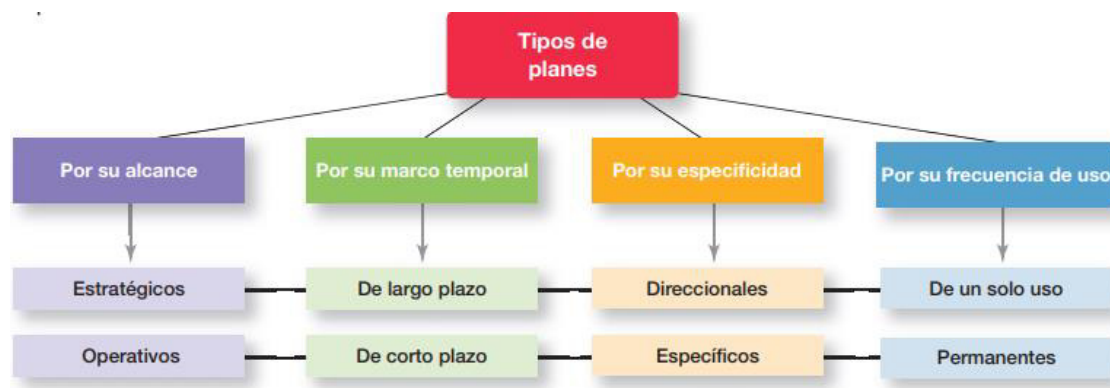 Tipos de
planes
Por su alcance
Por su marco temporal
Por su especificidad
Por su frecuencia de uso
Estratégicos
De largo plazo
Direccionales
De un solo uso
Operativos
De corto plazo
Específicos
Permanentes